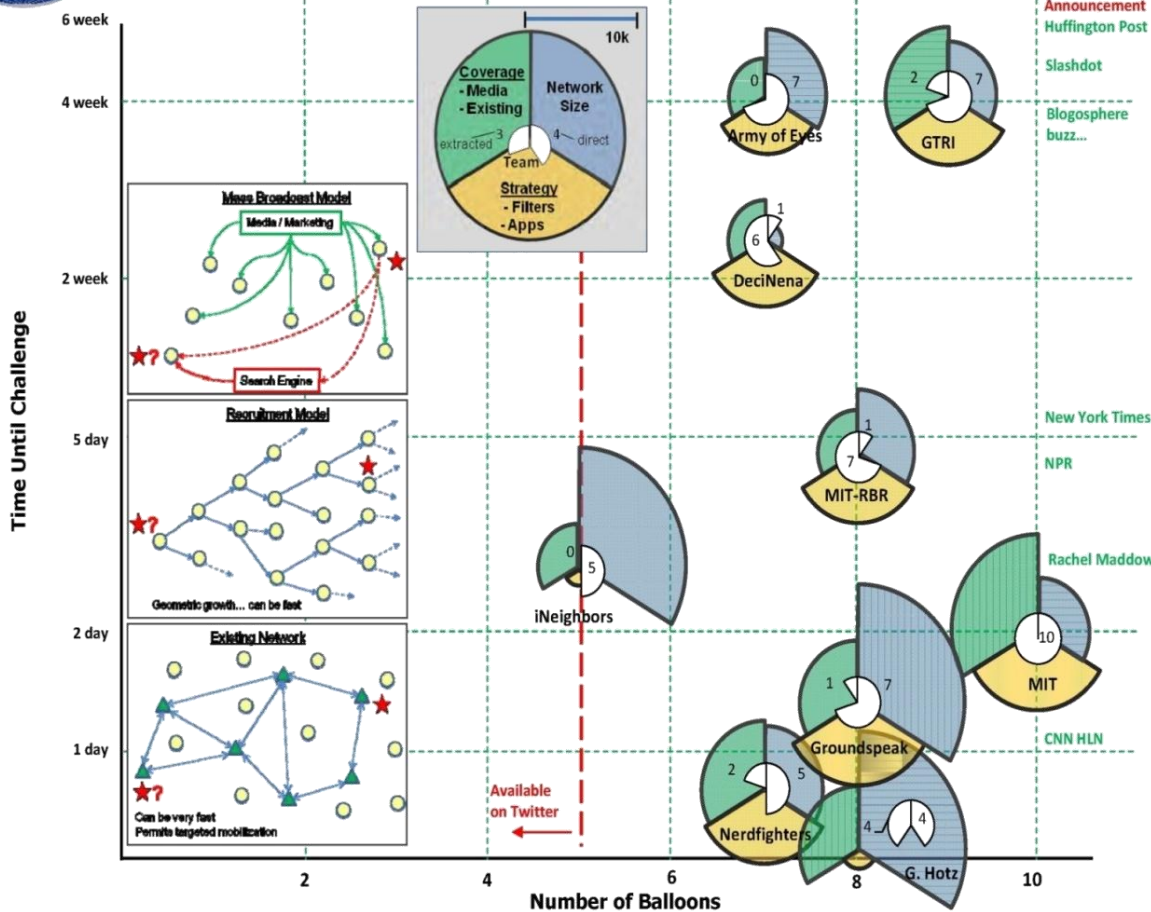 6 week
4 week
2 week
5 day
2 day
1 day
Time Until Challenge
Number of Balloons
2
4
6
8
10
10k
Coverage
- Media
- Existing
Network
Size
extracted
3
4
direct
Team
Strategy
- Filters
- Apps
Mass Broadcast Model
Media / Marketing
?
Search Engine
Recruitment Model
?
Geometric growth... can be fast
Existing Network
?
Can be very fast
Permits targeted mobilization
0
7
Army of Eyes
2
7
GTRI
1
6
DeciNena
1
7
MIT-RBR
0
5
iNeighbors
10
MIT
1
7
Groundspeak
2
5
Nerdfighters
4
4
G. Hotz
Available
on Twitter
Announcement
Huffington Post
Slashdot
Blogosphere
buzz...
New York Times
NPR
Rachel Maddow
CNN HLN